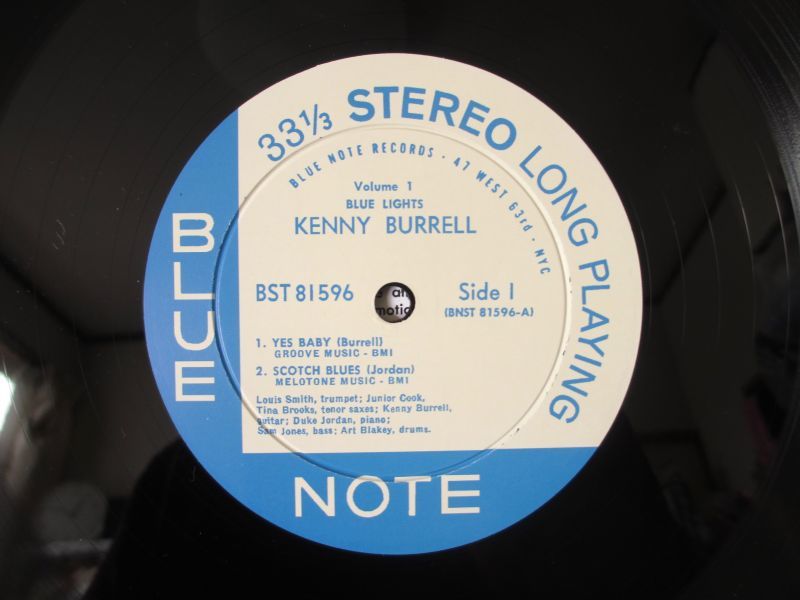 33⅓ STEREO LONG PLAYING
BLUE NOTE RECORDS · 47 WEST 63rd · NYC
Volume 1
BLUE LIGHTS
KENNY BURRELL
BST 81596
Side 1
(BNST 81596-A)
1. YES BABY (Burrell)
GROOVE MUSIC - BMI
2. SCOTCH BLUES (Jordan)
MELOTONE MUSIC - BMI
Louis Smith, trumpet; Junior Cook,
Tina Brooks, tenor saxes; Kenny Burrell,
guitar; Duke Jordan, piano;
Sam Jones, bass; Art Blakey, drums.
BLUE
NOTE